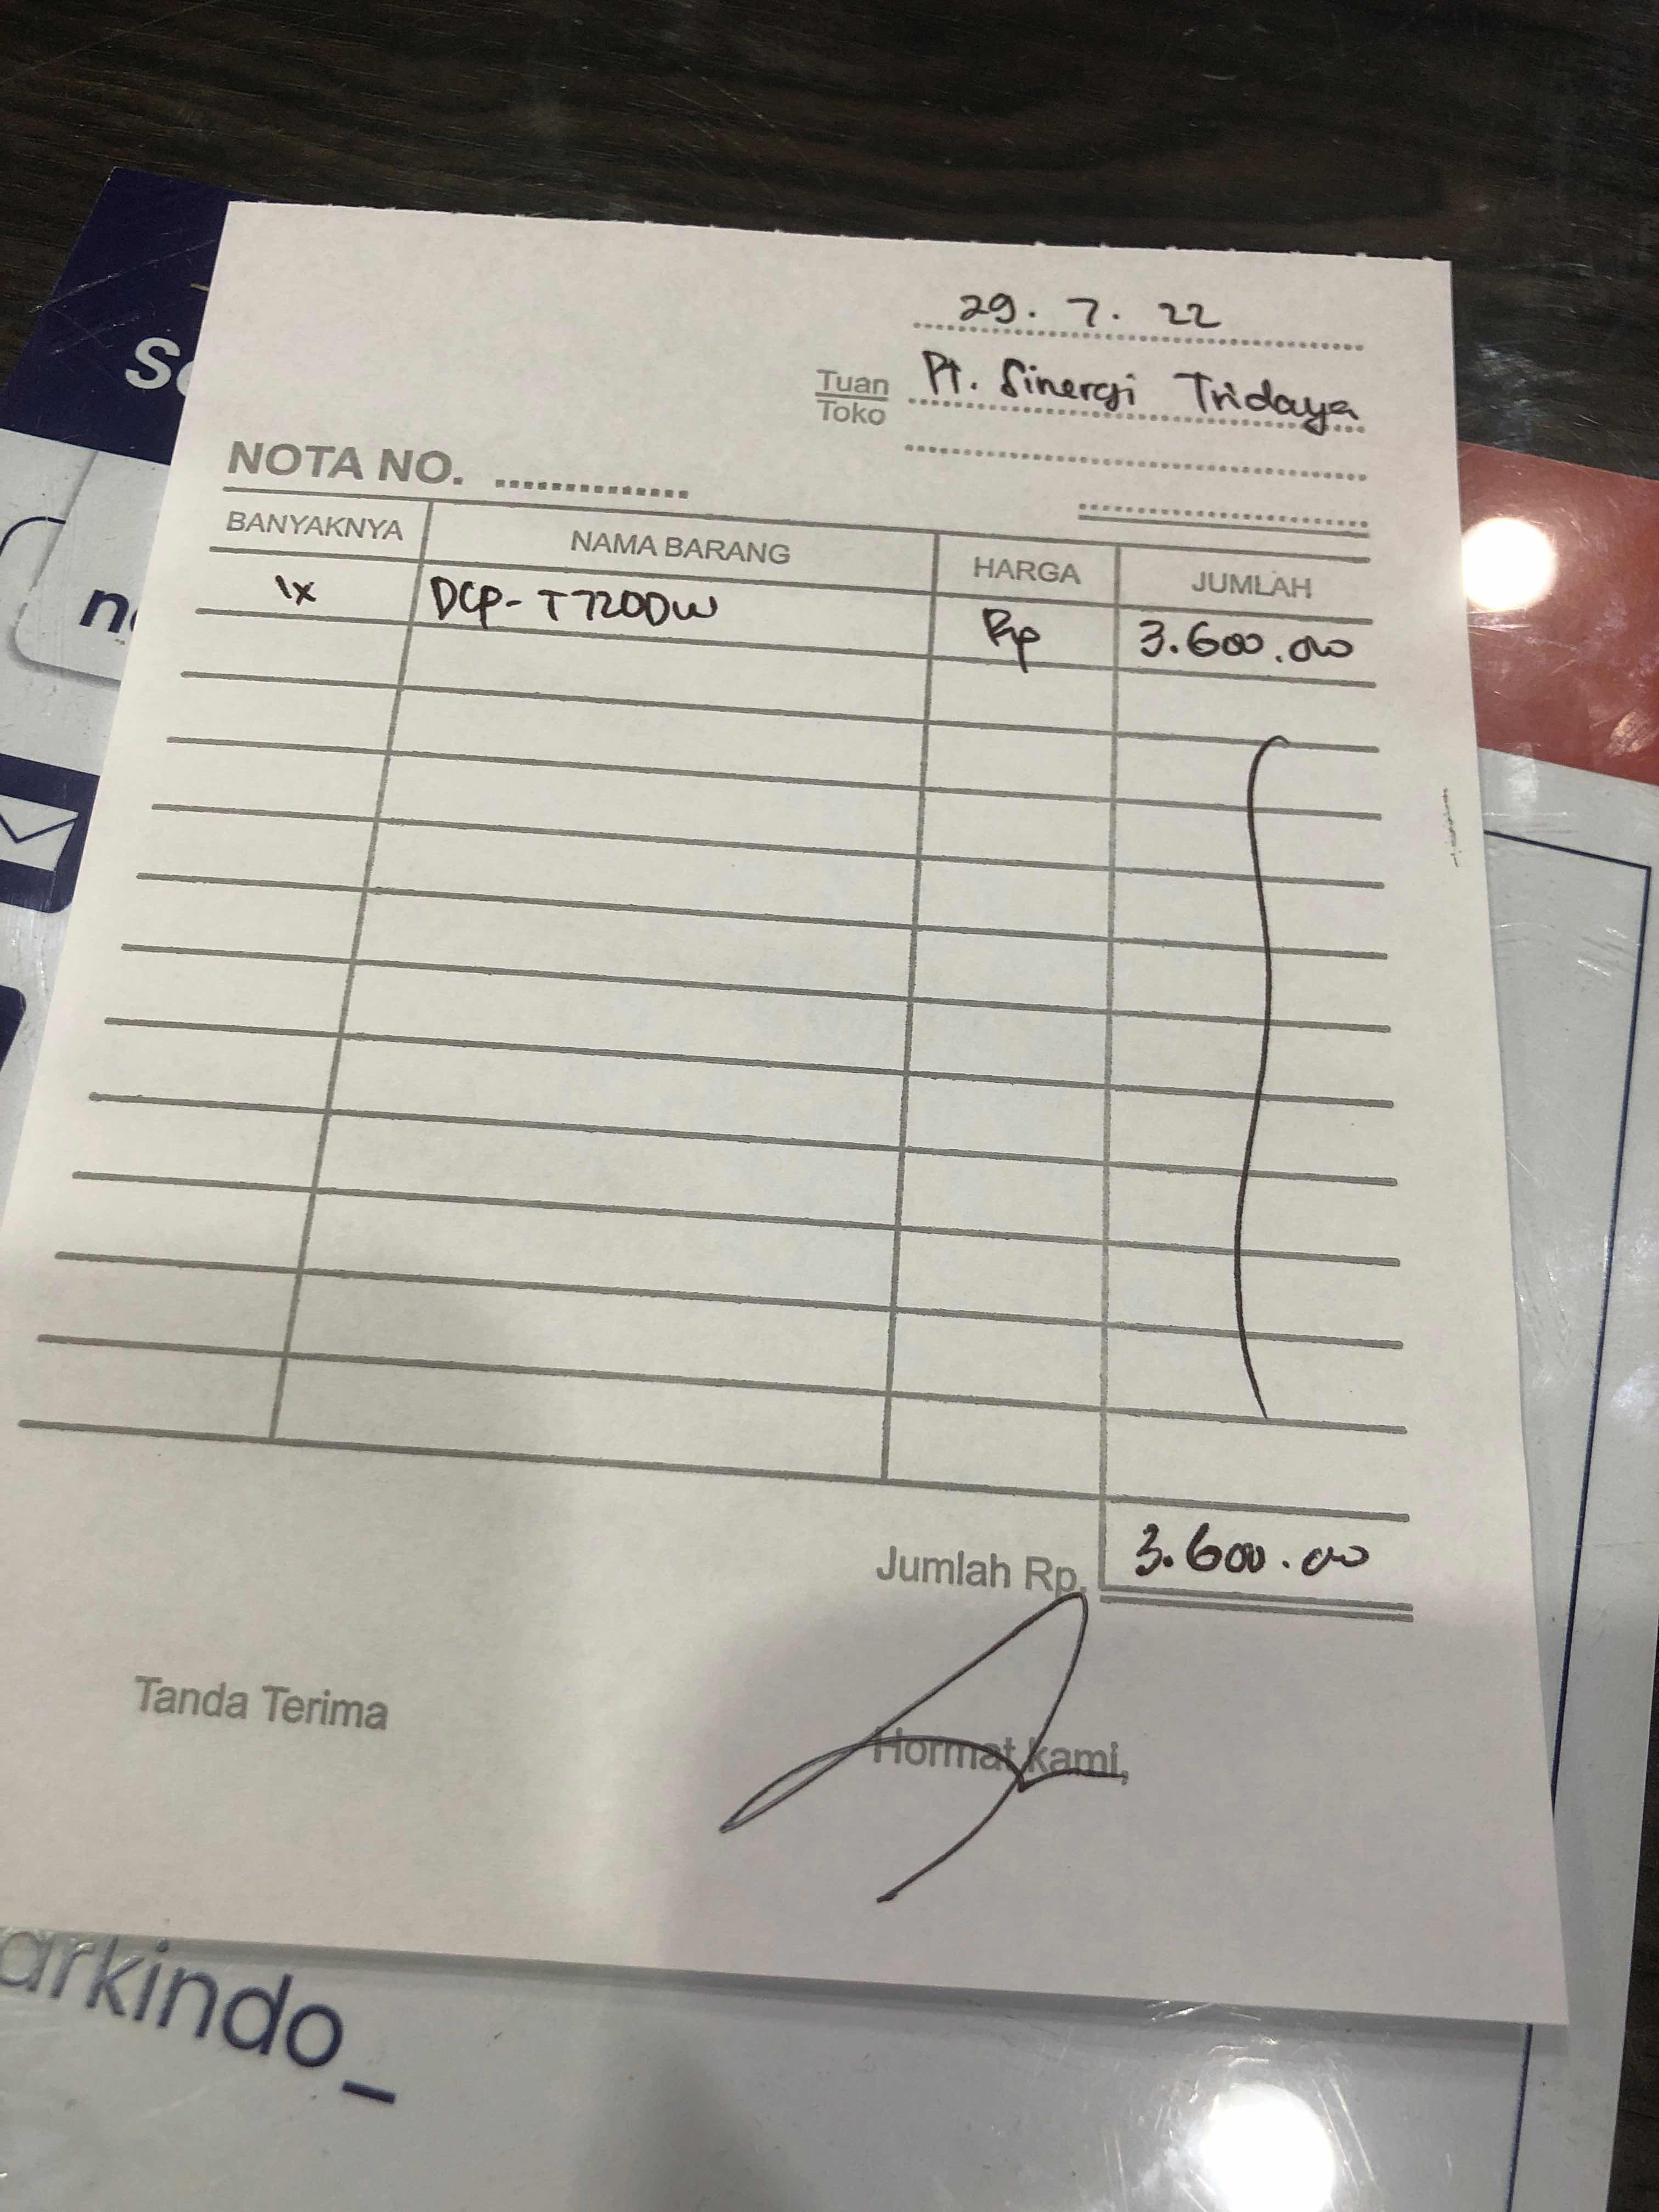 29. 7. 22
Tuan
Toko
Pt. Sinergi Tridaya
NOTA NO.
BANYAKNYA NAMA BARANG HARGA JUMLAH
1x DCP-T720DW Rp 3.600.000
Jumlah Rp. 3.600.000
Tanda Terima
Hormat kami,
arkindo_